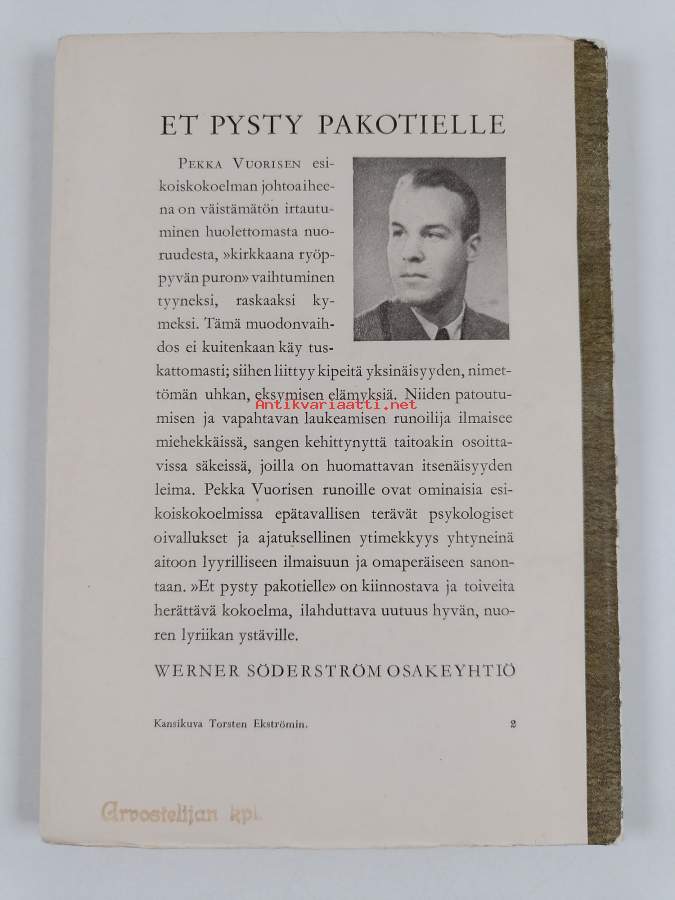 ET PYSTY PAKOTIELLE
PEKKA VUORISEN esi-
koiskokoelman johtoaihee-
na on väistämätön irtautu-
minen huolettomasta nuo-
ruudesta, »kirkkaana ryöp-
pyvän puron» vaihtuminen
tyyneksi, raskaaksi ky-
meksi. Tämä muodonvaih-
dos ei kuitenkaan käy tus-
kattomasti; siihen liittyy kipeitä yksinäisyyden, nimet-
tömän uhkan, eksymisen elämyksiä. Niiden patoutu-
Antikvariaatti.net
misen ja vapahtavan laukeamisen runoilija ilmaisee
miehekkäissä, sangen kehittynyttä taitoakin osoitta-
vissa säkeissä, joilla on huomattavan itsenäisyyden
leima. Pekka Vuorisen runoille ovat ominaisia esi-
koiskokoelmissa epätavallisen terävät psykologiset
oivallukset ja ajatuksellinen ytimekkyys yhtyneinä
aitoon lyyrilliseen ilmaisuun ja omaperäiseen sanon-
taan. »Et pysty pakotielle» on kiinnostava ja toiveita
herättävä kokoelma, ilahduttava uutuus hyvän, nuo-
ren lyriikan ystäville.
WERNER SÖDERSTRÖM OSAKEYHTIÖ
Kansikuva Torsten Ekströmin. 2
Arvostelijan kpl.